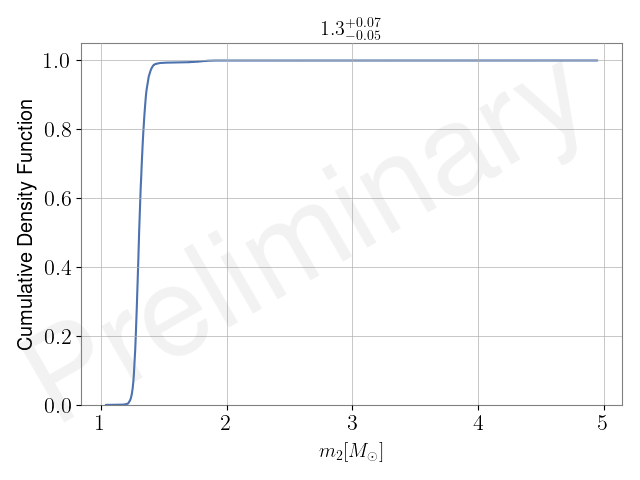 1.3^{+0.07}_{-0.05}
Cumulative Density Function
1.0
0.8
0.6
0.4
0.2
0.0
1 2 3 4 5
m₂[M⊙]
Preliminary